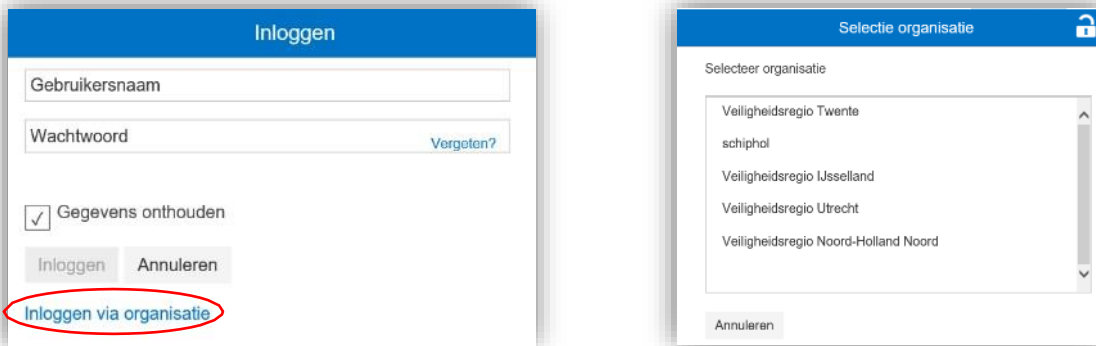 Inloggen
Gebruikersnaam
Wachtwoord
Vergeten?
Gegevens onthouden
Inloggen
Annuleren
Inloggen via organisatie
Selectie organisatie
Selecteer organisatie
Veiligheidsregio Twente
schiphol
Veiligheidsregio IJsselland
Veiligheidsregio Utrecht
Veiligheidsregio Noord-Holland Noord
Annuleren